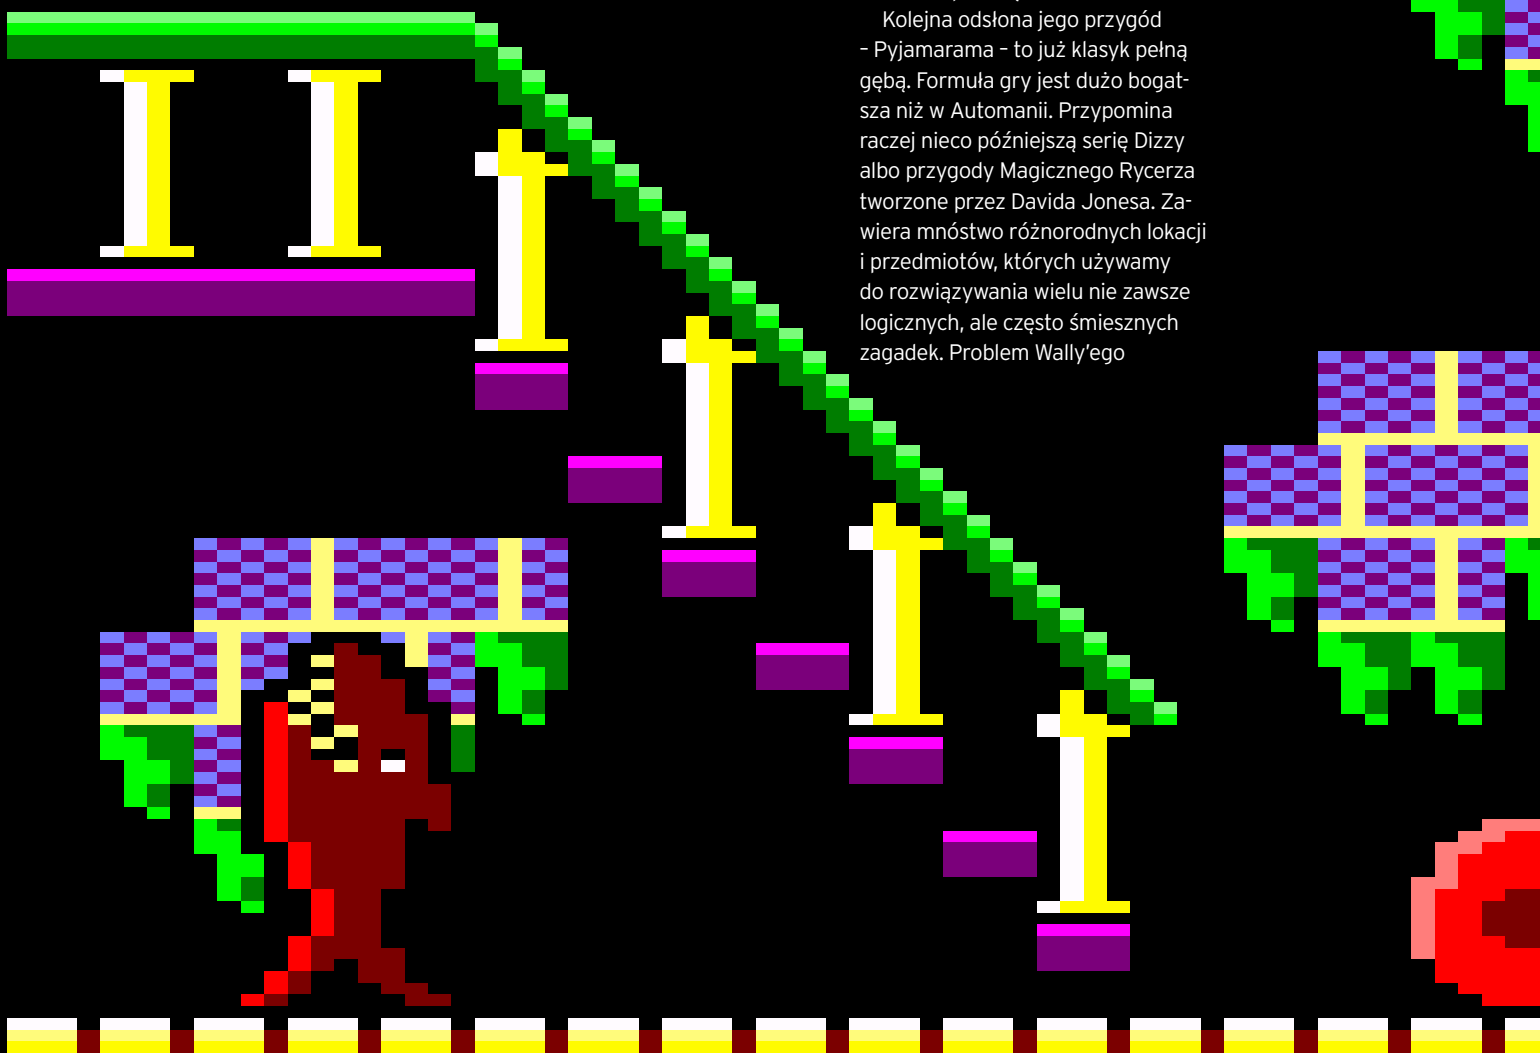 Kolejna odsłona jego przygód
– Pyjamarama – to już klasyk pełną
gębą. Formuła gry jest dużo bogat-
sza niż w Automanii. Przypomina
raczej nieco późniejszą serię Dizzy
albo przygody Magicznego Rycerza
tworzone przez Davida Jonesa. Za-
wiera mnóstwo różnorodnych lokacji
i przedmiotów, których używamy
do rozwiązywania wielu nie zawsze
logicznych, ale często śmiesznych
zagadek. Problem Wally’ego